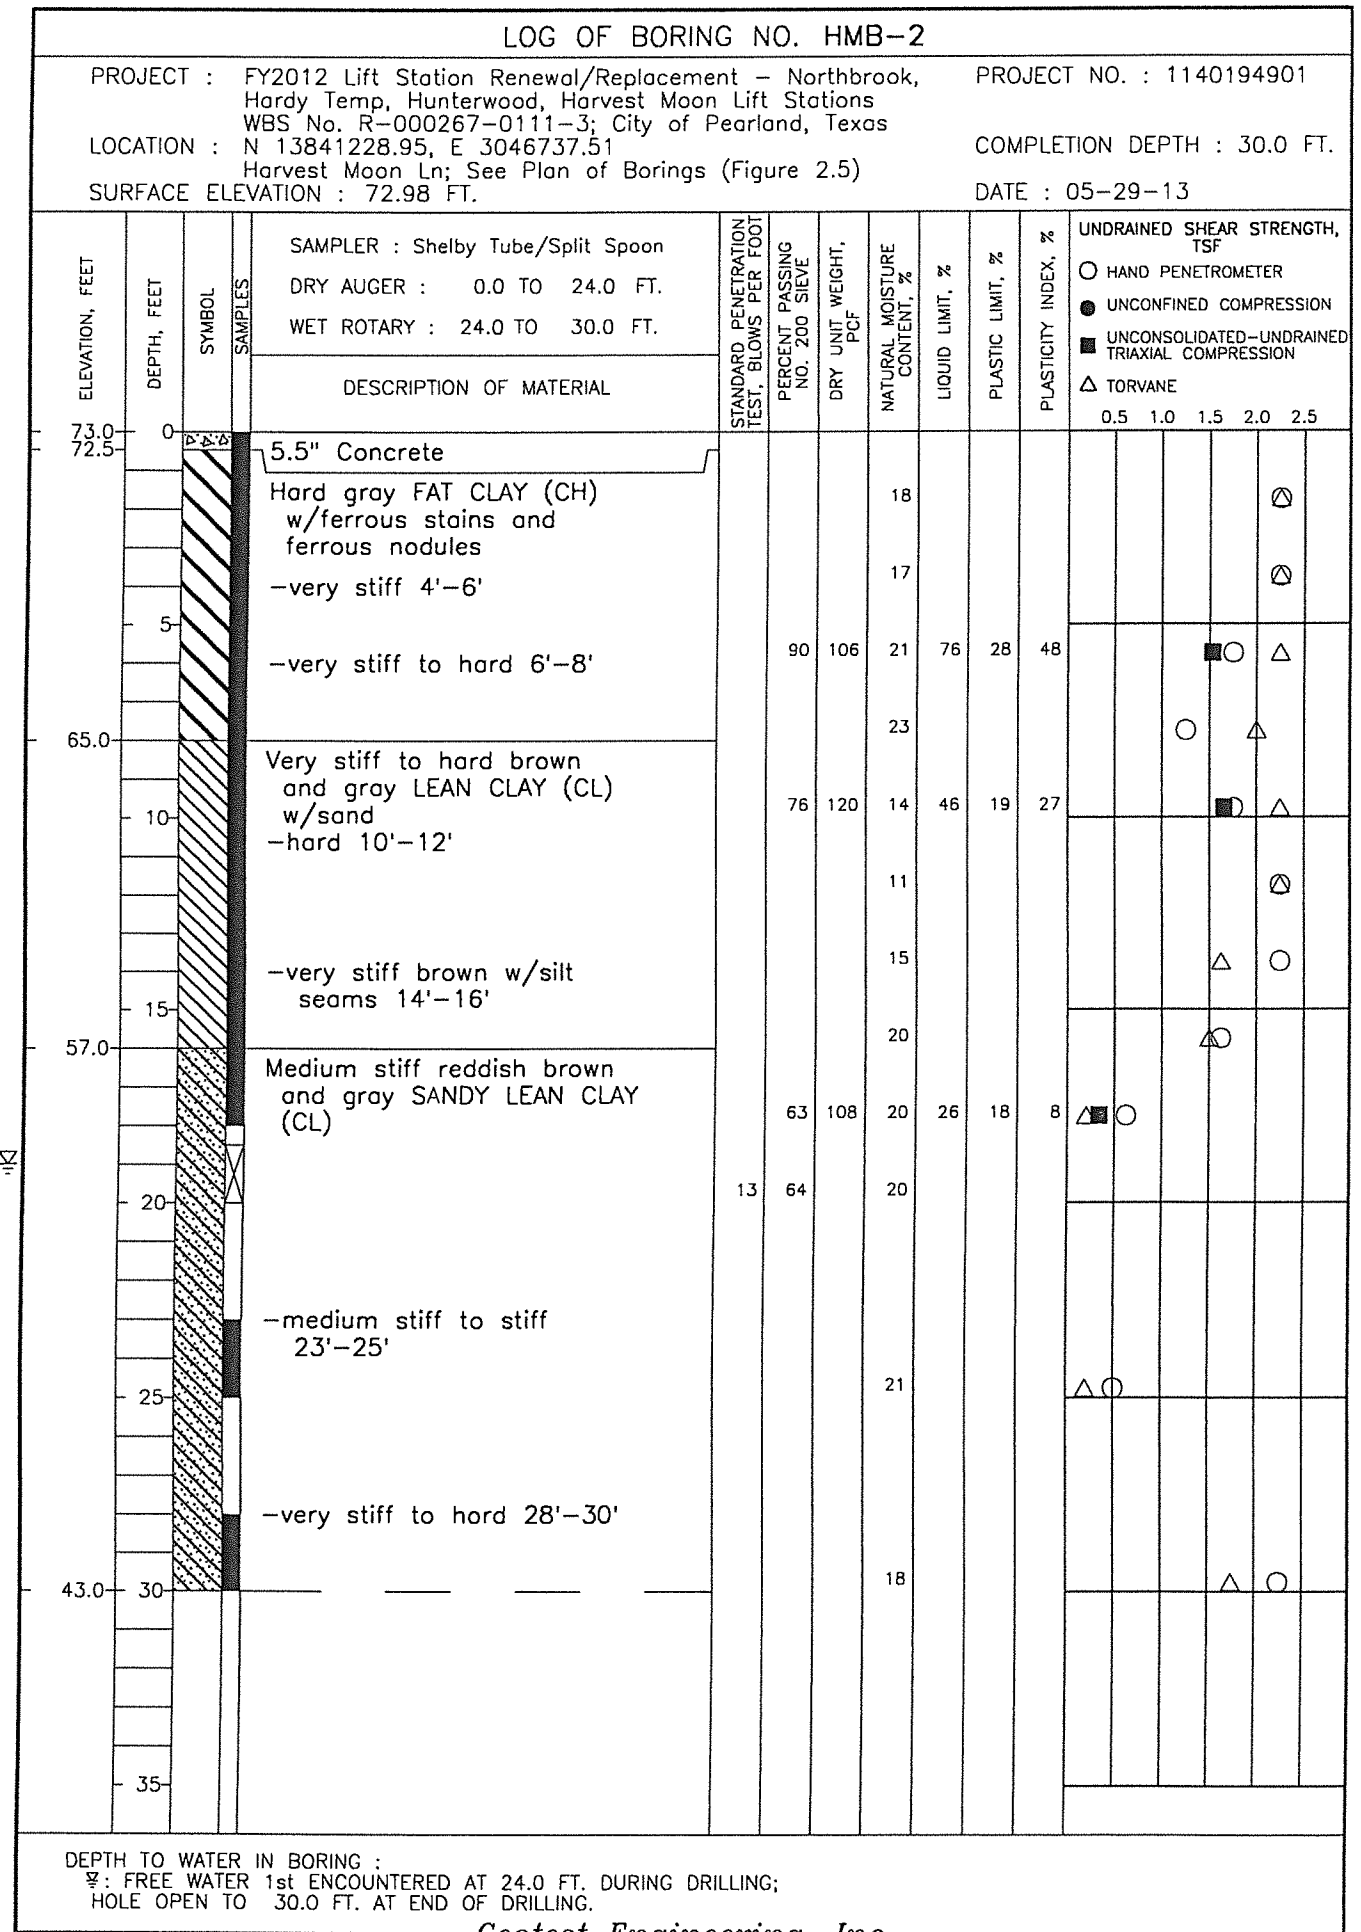 LOG OF BORING NO. HMB-2
PROJECT : FY2012 Lift Station Renewal/Replacement - Northbrook, PROJECT NO. : 1140194901
Hardy Temp, Hunterwood, Harvest Moon Lift Stations
WBS No. R-000267-0111-3; City of Pearland, Texas
LOCATION : N 13841228.95, E 3046737.51 COMPLETION DEPTH : 30.0 FT.
Harvest Moon Ln; See Plan of Borings (Figure 2.5)
SURFACE ELEVATION : 72.98 FT. DATE : 05-29-13
ELEVATION, FEET
DEPTH, FEET
SYMBOL
SAMPLES
SAMPLER : Shelby Tube/Split Spoon
DRY AUGER : 0.0 TO 24.0 FT.
WET ROTARY : 24.0 TO 30.0 FT.
DESCRIPTION OF MATERIAL
STANDARD PENETRATION
TEST, BLOWS PER FOOT
PERCENT PASSING
NO. 200 SIEVE
DRY UNIT WEIGHT,
PCF
NATURAL MOISTURE
CONTENT, %
LIQUID LIMIT, %
PLASTIC LIMIT, %
PLASTICITY INDEX, %
UNDRAINED SHEAR STRENGTH,
TSF
HAND PENETROMETER
UNCONFINED COMPRESSION
UNCONSOLIDATED-UNDRAINED
TRIAXIAL COMPRESSION
TORVANE
0.5 1.0 1.5 2.0 2.5
73.0 0
72.5 5.5" Concrete
Hard gray FAT CLAY (CH) 18
w/ferrous stains and
ferrous nodules
-very stiff 4'-6' 17
5
-very stiff to hard 6'-8' 90 106 21 76 28 48
23
65.0
Very stiff to hard brown
and gray LEAN CLAY (CL)
w/sand 76 120 14 46 19 27
10
-hard 10'-12'
11
-very stiff brown w/silt 15
seams 14'-16'
15
20
57.0
Medium stiff reddish brown
and gray SANDY LEAN CLAY
(CL) 63 108 20 26 18 8
13 64 20
20
-medium stiff to stiff
23'-25'
21
25
-very stiff to hord 28'-30'
18
43.0 30
35
DEPTH TO WATER IN BORING :
: FREE WATER 1st ENCOUNTERED AT 24.0 FT. DURING DRILLING;
HOLE OPEN TO 30.0 FT. AT END OF DRILLING.
Geotest Engineering, Inc.